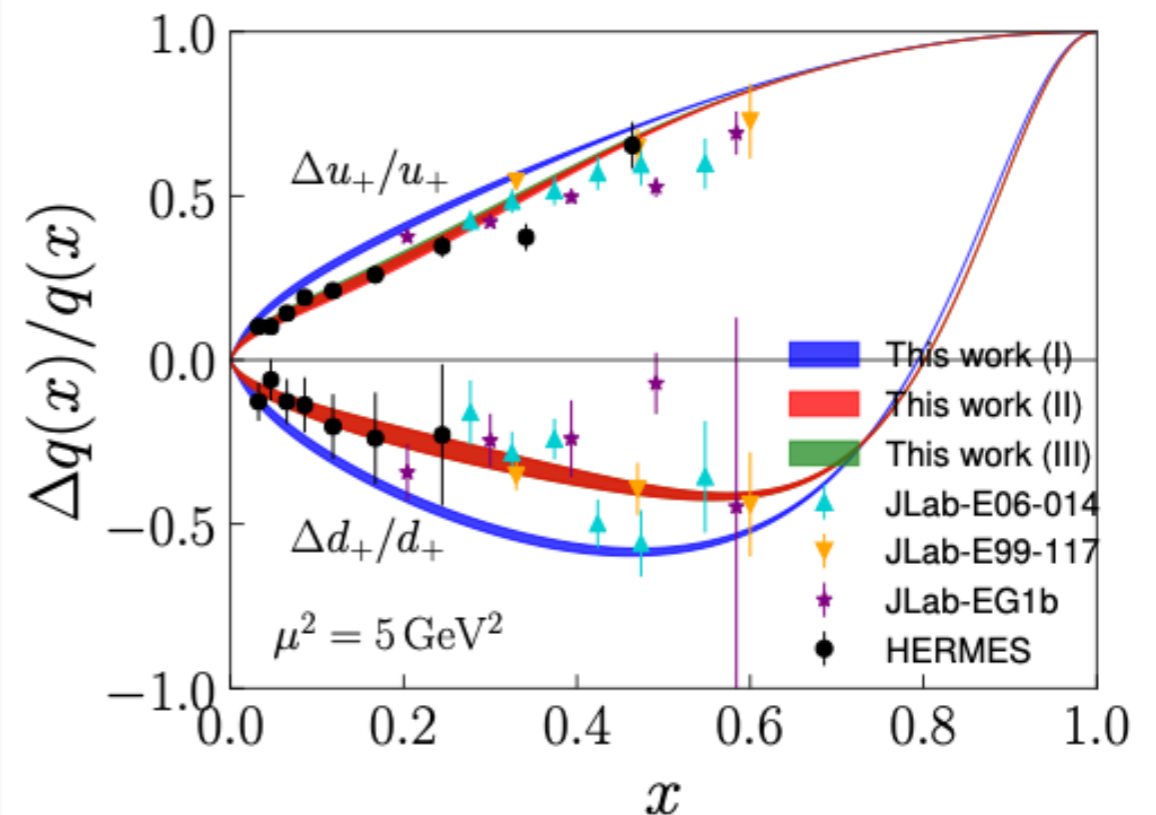 Δq(x)/q(x)
1.0
0.5
0.0
−0.5
−1.0
Δu₊/u₊
Δd₊/d₊
μ² = 5 GeV²
This work (I)
This work (II)
This work (III)
JLab-E06-014
JLab-E99-117
JLab-EG1b
HERMES
0.0 0.2 0.4 0.6 0.8 1.0
x